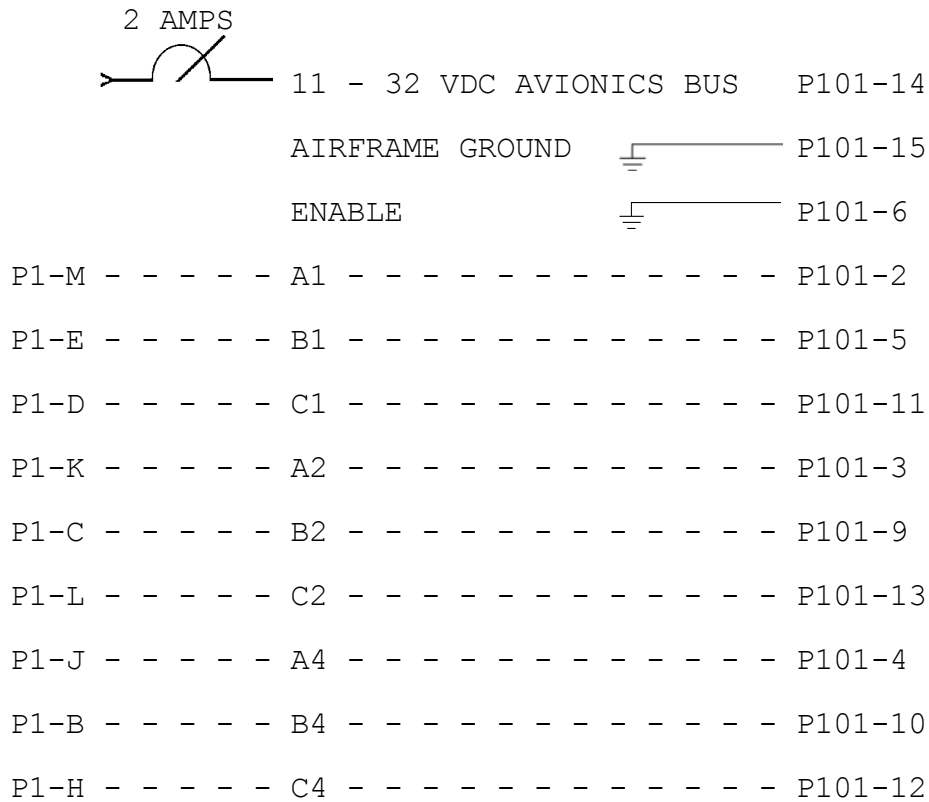 2 AMPS
11 - 32 VDC AVIONICS BUS P101-14
AIRFRAME GROUND P101-15
ENABLE P101-6
P1-M - - - - - A1 - - - - - - - - - - - - P101-2
P1-E - - - - - B1 - - - - - - - - - - - - P101-5
P1-D - - - - - C1 - - - - - - - - - - - - P101-11
P1-K - - - - - A2 - - - - - - - - - - - - P101-3
P1-C - - - - - B2 - - - - - - - - - - - - P101-9
P1-L - - - - - C2 - - - - - - - - - - - - P101-13
P1-J - - - - - A4 - - - - - - - - - - - - P101-4
P1-B - - - - - B4 - - - - - - - - - - - - P101-10
P1-H - - - - - C4 - - - - - - - - - - - - P101-12